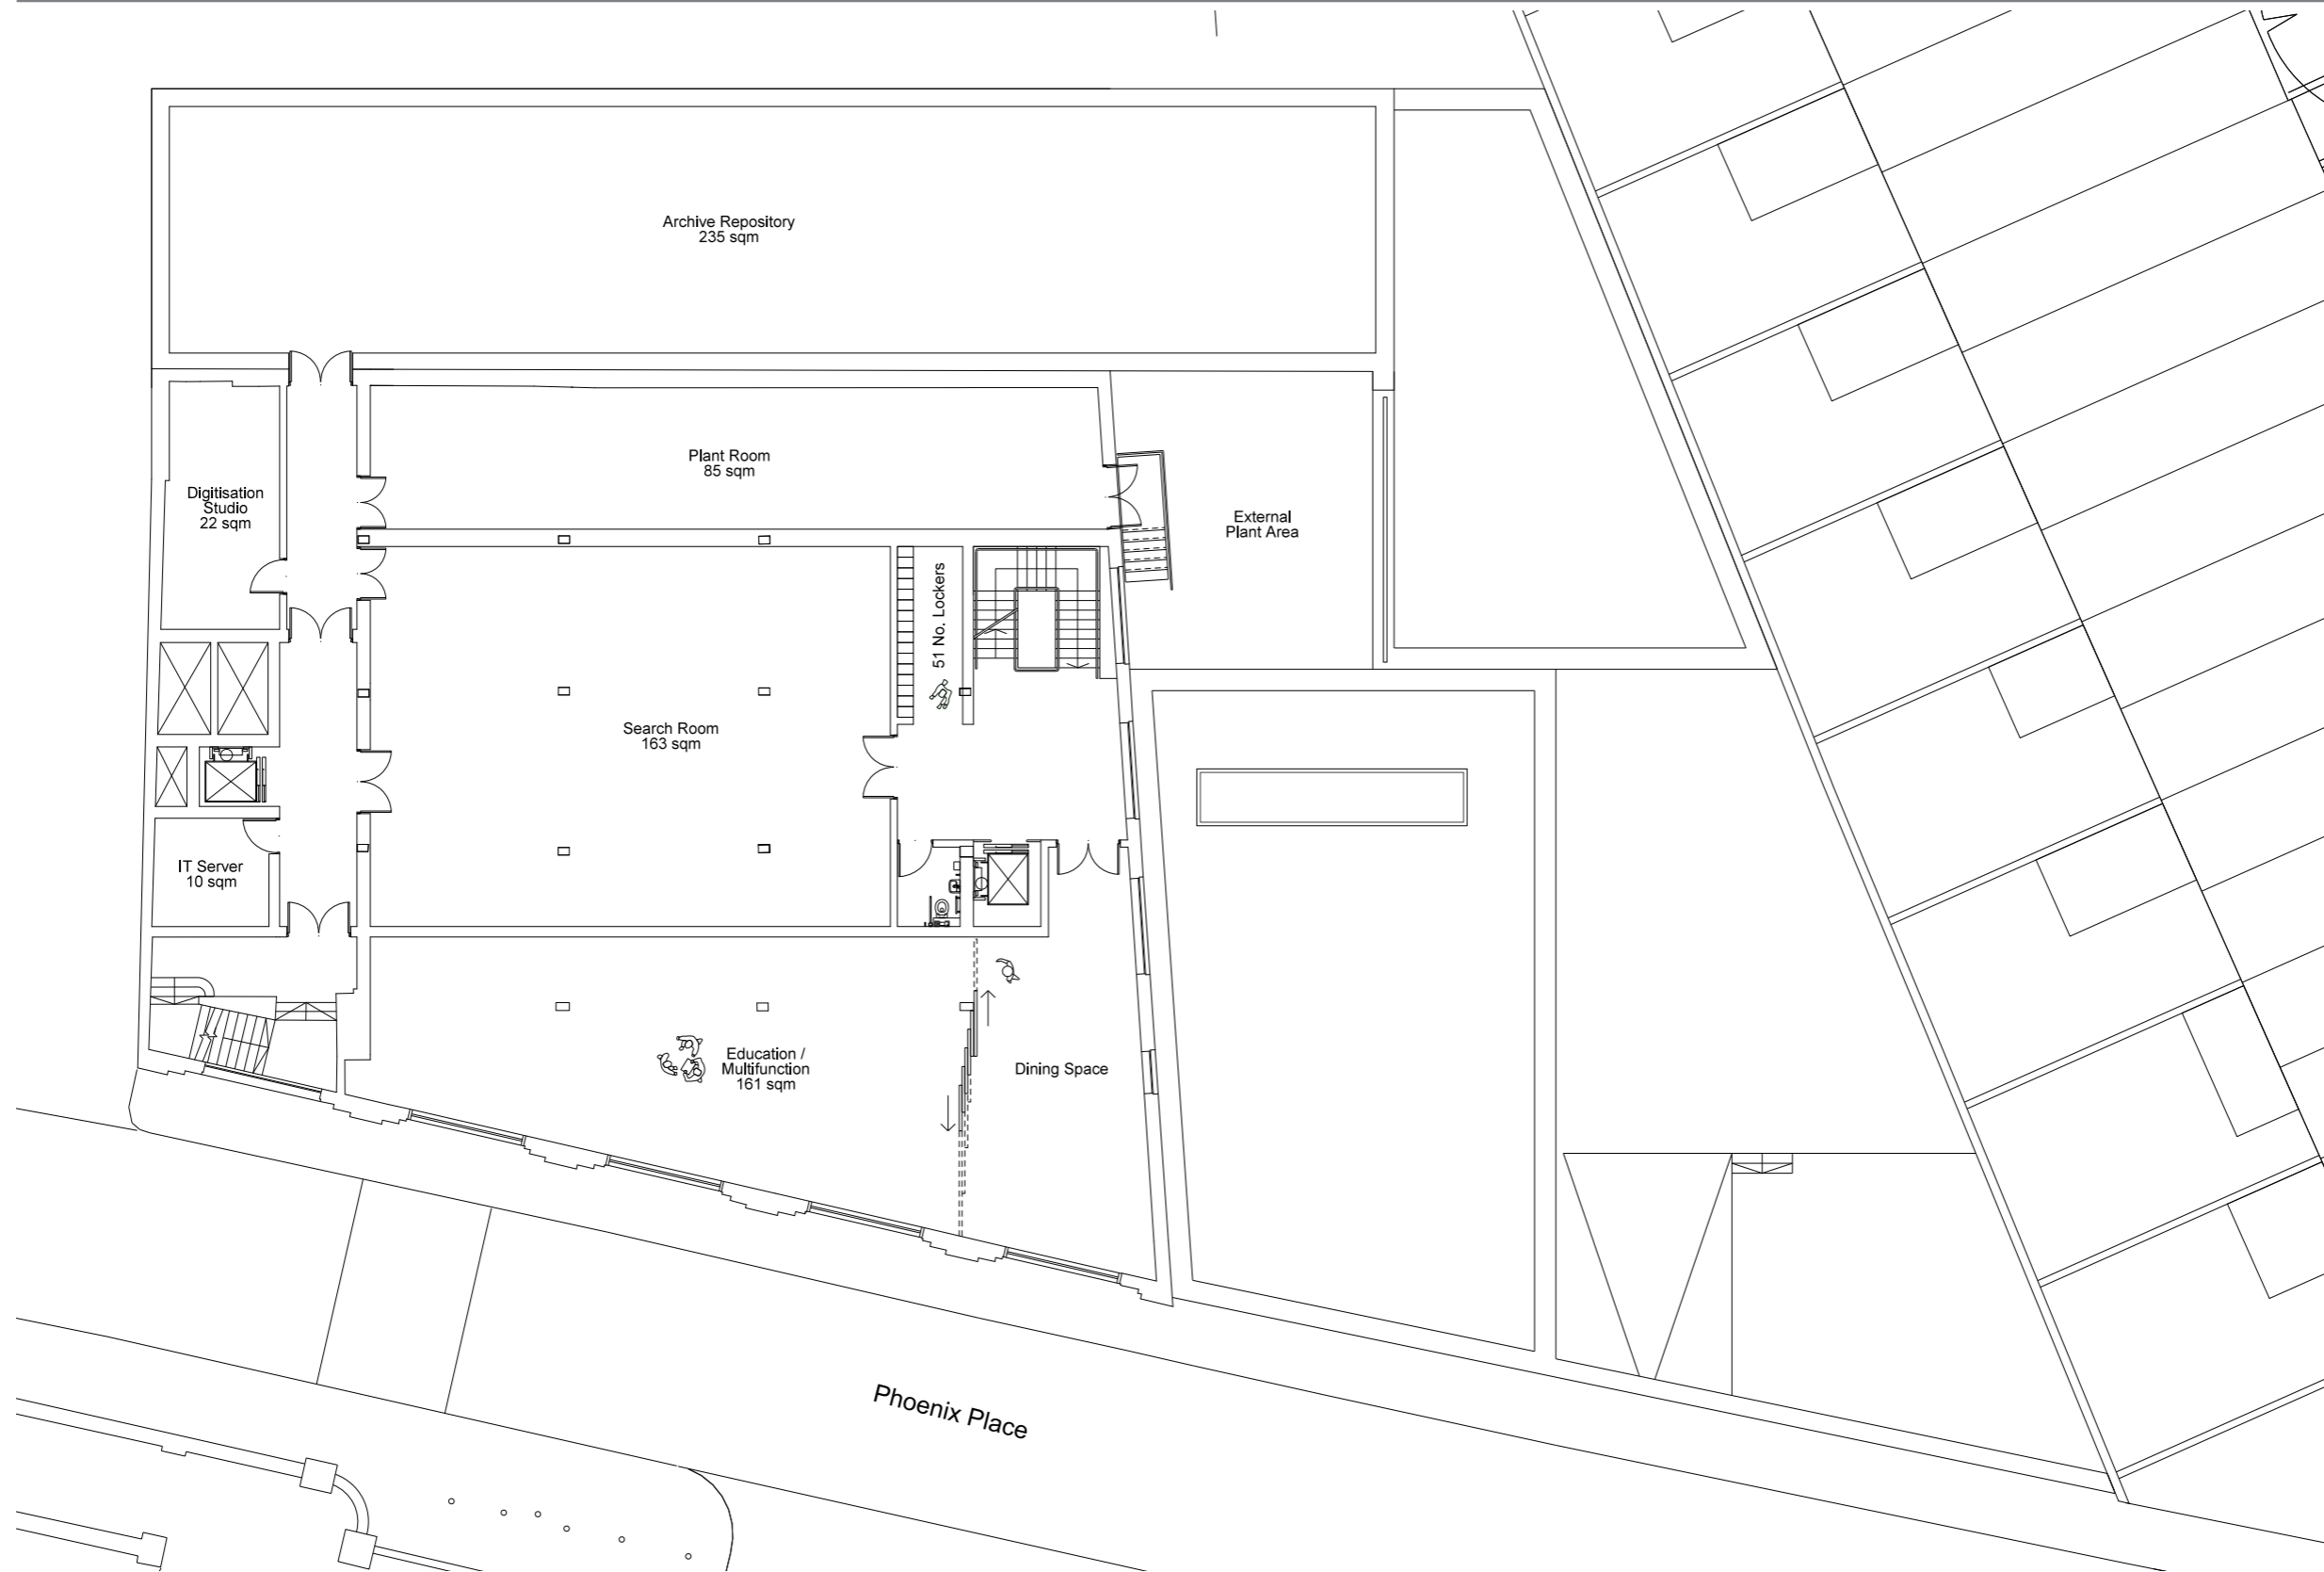 Archive Repository
235 sqm
Plant Room
85 sqm
Digitisation
Studio
22 sqm
External
Plant Area
51 No. Lockers
Search Room
163 sqm
IT Server
10 sqm
Education /
Multifunction
161 sqm
Dining Space
Phoenix Place